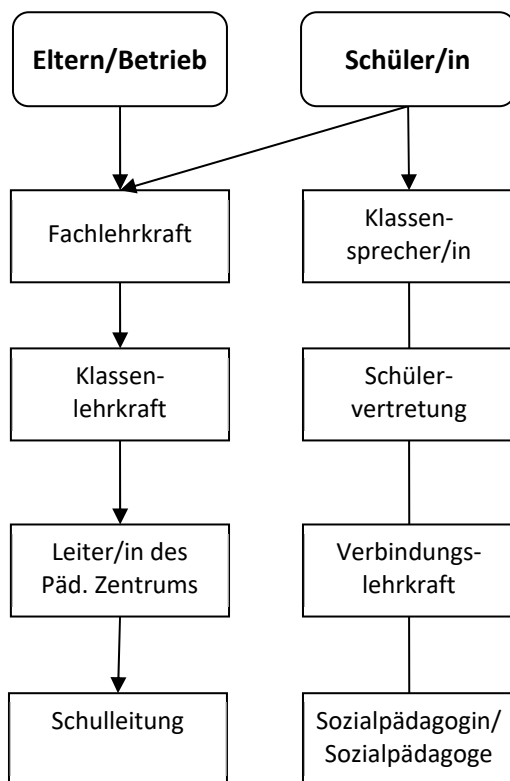 Eltern/Betrieb
Schüler/in
Fachlehrkraft
Klassen-
sprecher/in
Klassen-
lehrkraft
Schüler-
vertretung
Leiter/in des
Päd. Zentrums
Verbindungs-
lehrkraft
Schulleitung
Sozialpädagogin/
Sozialpädagoge